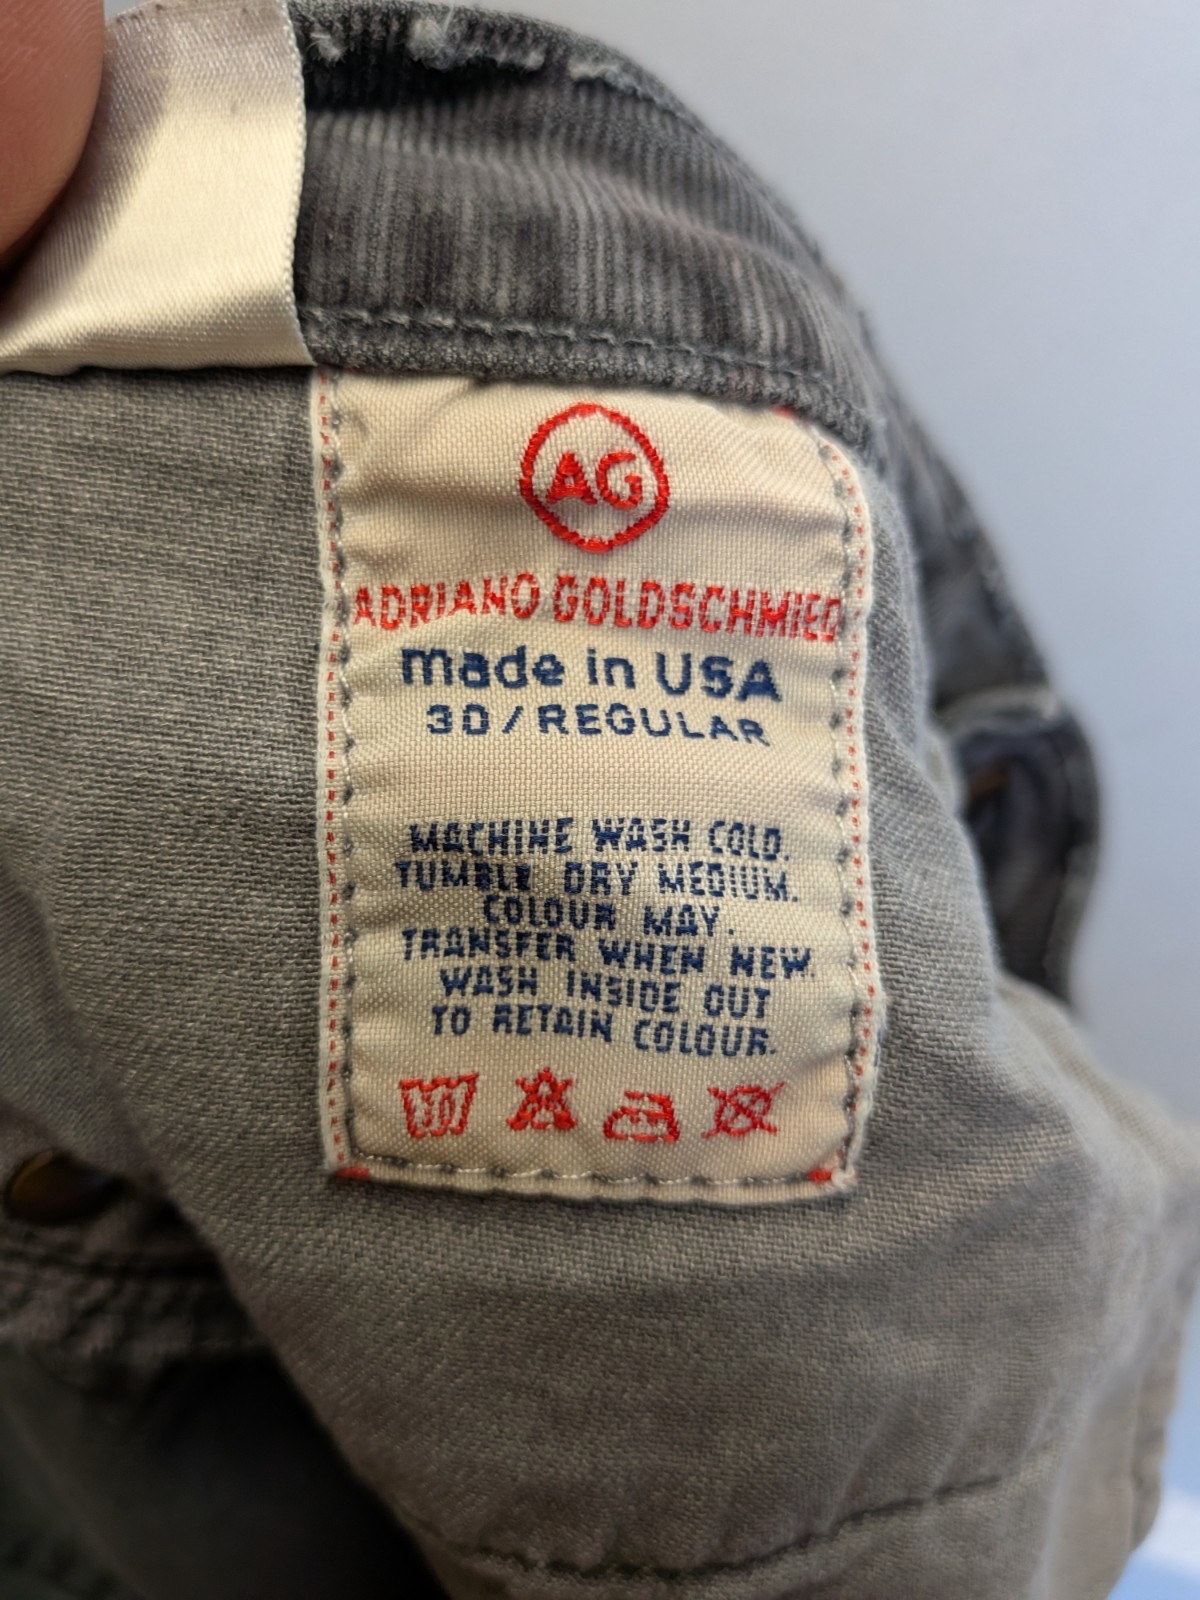 AG
ADRIANO GOLDSCHMIED
made in USA
30/REGULAR
MACHINE WASH COLD.
TUMBLE DRY MEDIUM.
COLOUR MAY.
TRANSFER WHEN NEW.
WASH INSIDE OUT
TO RETAIN COLOUR.
30